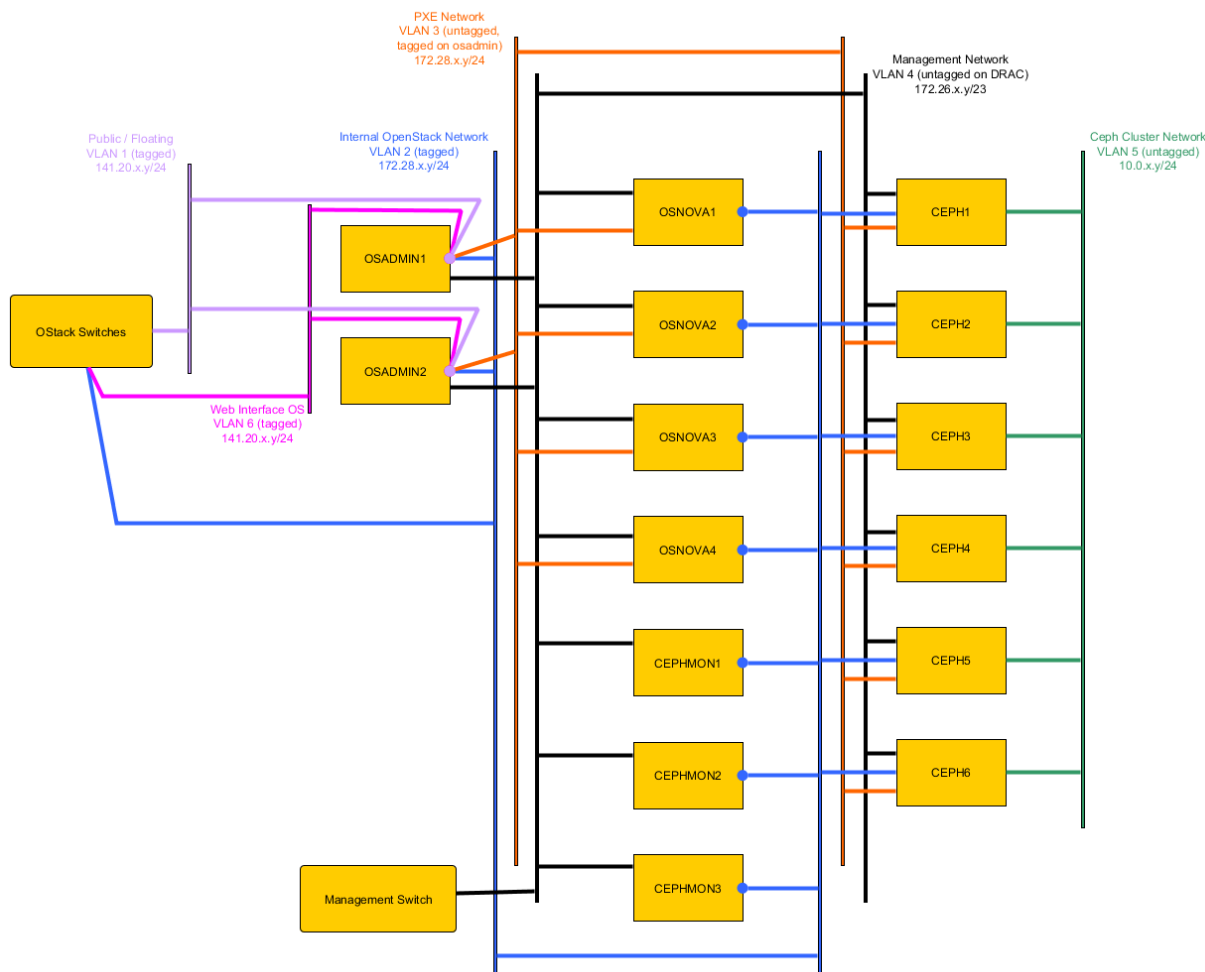 PXE Network
VLAN 3 (untagged,
tagged on osadmin)
172.28.x.y/24
Management Network
VLAN 4 (untagged on DRAC)
172.26.x.y/23
Public / Floating
VLAN 1 (tagged)
141.20.x.y/24
Internal OpenStack Network
VLAN 2 (tagged)
172.28.x.y/24
Ceph Cluster Network
VLAN 5 (untagged)
10.0.x.y/24
OSNOVA1
CEPH1
OSADMIN1
OStack Switches
OSNOVA2
CEPH2
OSADMIN2
Web Interface OS
VLAN 6 (tagged)
141.20.x.y/24
OSNOVA3
CEPH3
OSNOVA4
CEPH4
CEPHMON1
CEPH5
CEPHMON2
CEPH6
CEPHMON3
Management Switch